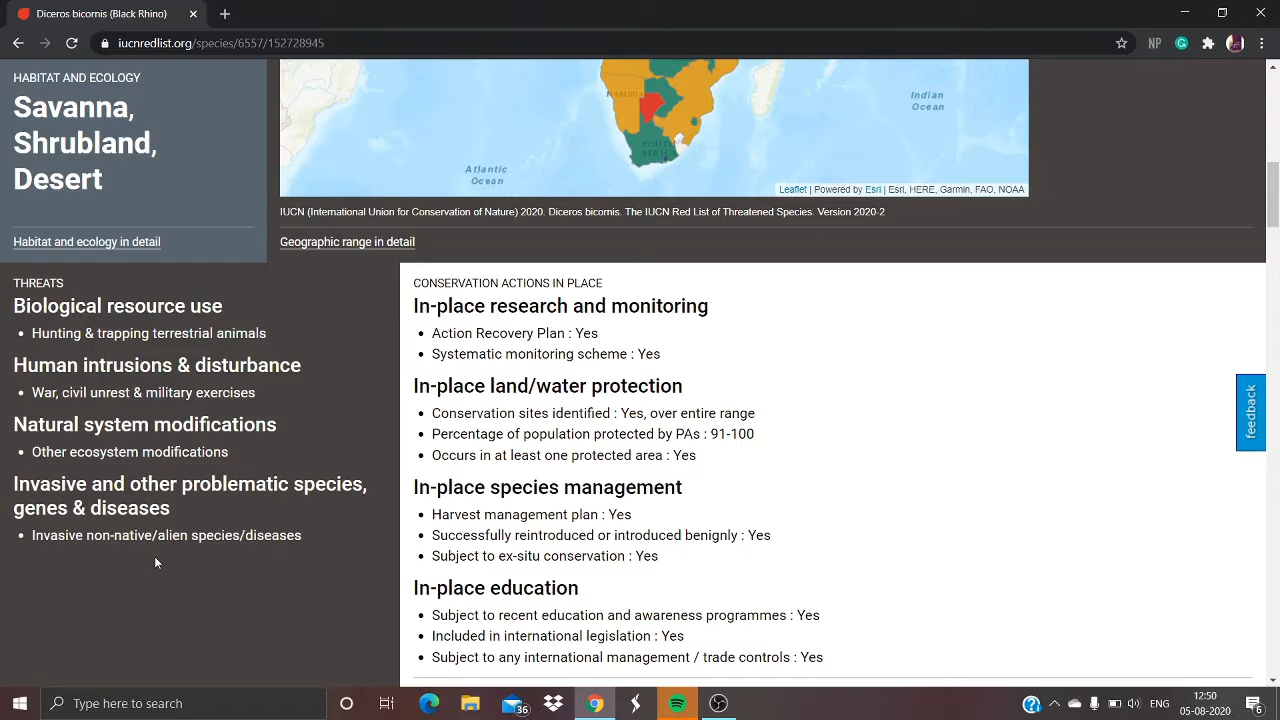 Diceros bicornis (Black Rhino)
iucnredlist.org/species/6557/152728945
NP
HABITAT AND ECOLOGY
Savanna,
Shrubland,
Desert
Habitat and ecology in detail
Indian
Ocean
SOUTH
AFRICA
Atlantic
Ocean
Leaflet | Powered by Esri | Esri, HERE, Garmin, FAO, NOAA
IUCN (International Union for Conservation of Nature) 2020. Diceros bicornis. The IUCN Red List of Threatened Species. Version 2020-2
Geographic range in detail
THREATS
Biological resource use
• Hunting & trapping terrestrial animals
Human intrusions & disturbance
• War, civil unrest & military exercises
Natural system modifications
• Other ecosystem modifications
Invasive and other problematic species,
genes & diseases
• Invasive non-native/alien species/diseases
CONSERVATION ACTIONS IN PLACE
In-place research and monitoring
• Action Recovery Plan : Yes
• Systematic monitoring scheme : Yes
In-place land/water protection
• Conservation sites identified : Yes, over entire range
• Percentage of population protected by PAs : 91-100
• Occurs in at least one protected area : Yes
In-place species management
• Harvest management plan : Yes
• Successfully reintroduced or introduced benignly : Yes
• Subject to ex-situ conservation : Yes
In-place education
• Subject to recent education and awareness programmes : Yes
• Included in international legislation : Yes
• Subject to any international management / trade controls : Yes
feedback
Type here to search
36
ENG
12:50
05-08-2020
6